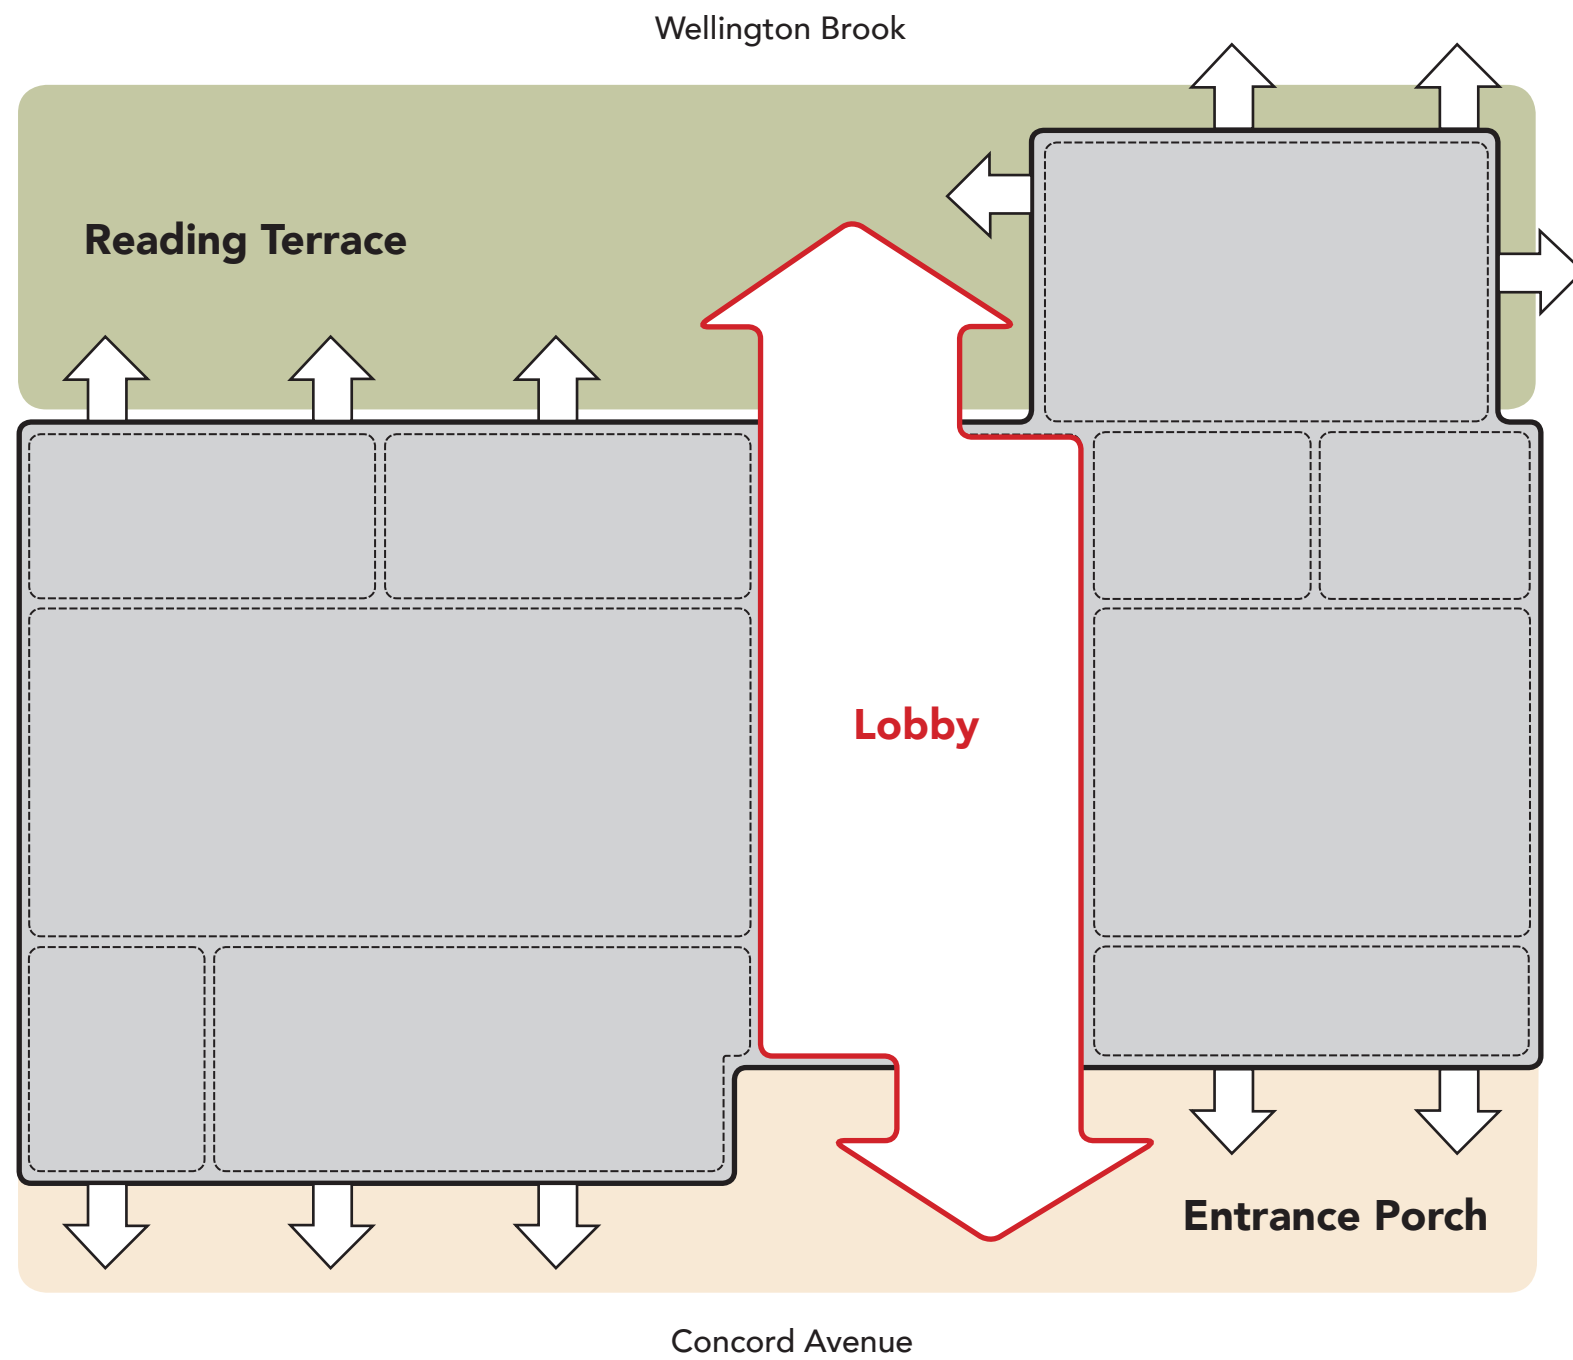 Wellington Brook
Reading Terrace
Lobby
Entrance Porch
Concord Avenue